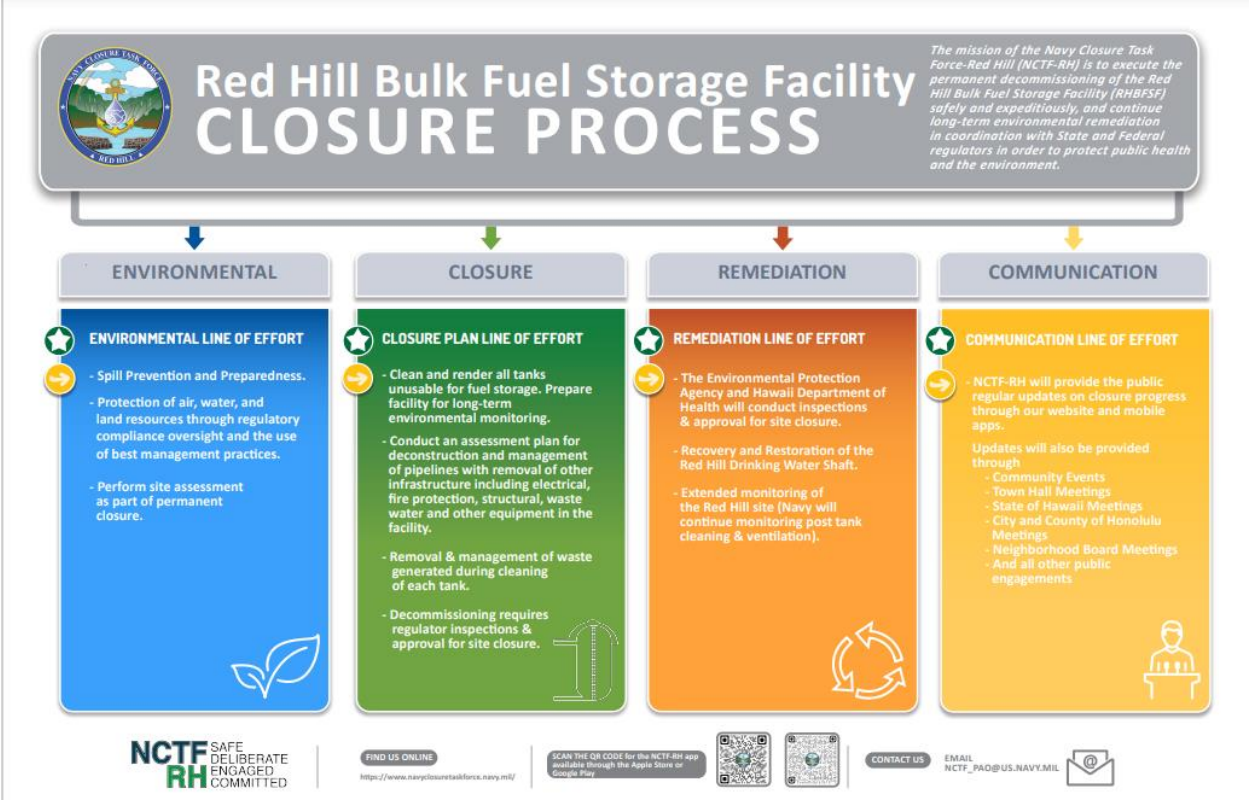 NAVY CLOSURE TASK FORCE
RED HILL
Red Hill Bulk Fuel Storage Facility
CLOSURE PROCESS
The mission of the Navy Closure Task
Force-Red Hill (NCTF-RH) is to execute the
permanent decommissioning of the Red
Hill Bulk Fuel Storage Facility (RHBFSF)
safely and expeditiously, and continue
long-term environmental remediation
in coordination with State and Federal
regulators in order to protect public health
and the environment.
ENVIRONMENTAL
ENVIRONMENTAL LINE OF EFFORT
- Spill Prevention and Preparedness.
- Protection of air, water, and
land resources through regulatory
compliance oversight and the use
of best management practices.
- Perform site assessment
as part of permanent
closure.
CLOSURE
CLOSURE PLAN LINE OF EFFORT
- Clean and render all tanks
unusable for fuel storage. Prepare
facility for long-term
environmental monitoring.
- Conduct an assessment plan for
deconstruction and management
of pipelines with removal of other
infrastructure including electrical,
fire protection, structural, waste
water and other equipment in the
facility.
- Removal & management of waste
generated during cleaning
of each tank.
- Decommissioning requires
regulator inspections &
approval for site closure.
REMEDIATION
REMEDIATION LINE OF EFFORT
- The Environmental Protection
Agency and Hawaii Department of
Health will conduct inspections
& approval for site closure.
- Recovery and Restoration of the
Red Hill Drinking Water Shaft.
- Extended monitoring of
the Red Hill site (Navy will
continue monitoring post tank
cleaning & ventilation).
COMMUNICATION
COMMUNICATION LINE OF EFFORT
- NCTF-RH will provide the public
regular updates on closure progress
through our website and mobile
apps.
Updates will also be provided
through
- Community Events
- Town Hall Meetings
- State of Hawaii Meetings
- City and County of Honolulu
Meetings
- Neighborhood Board Meetings
- And all other public
engagements
NCTF RH
SAFE
DELIBERATE
ENGAGED
COMMITTED
FIND US ONLINE
https://www.navyclosuretaskforce.navy.mil/
SCAN THE QR CODE for the NCTF-RH app
available through the Apple Store or
Google Play
CONTACT US
EMAIL
NCTF_PAO@US.NAVY.MIL
@